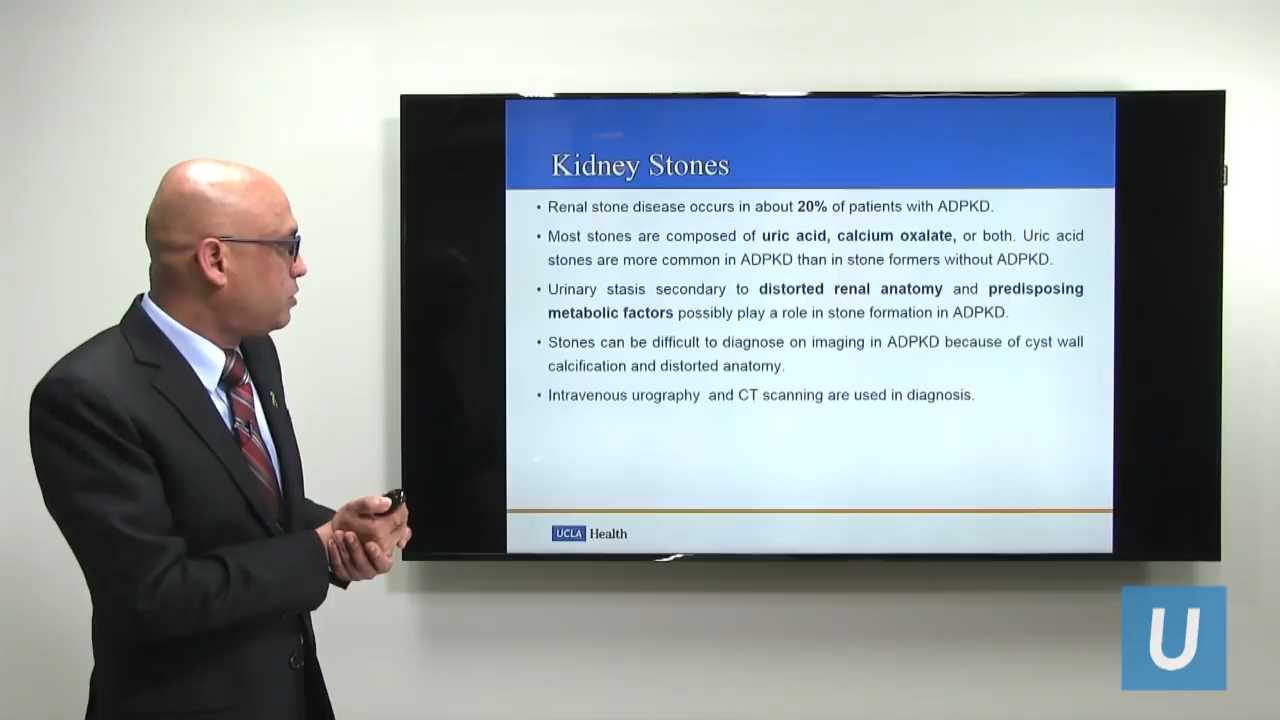 Kidney Stones
• Renal stone disease occurs in about 20% of patients with ADPKD.
• Most stones are composed of uric acid, calcium oxalate, or both. Uric acid
stones are more common in ADPKD than in stone formers without ADPKD.
• Urinary stasis secondary to distorted renal anatomy and predisposing
metabolic factors possibly play a role in stone formation in ADPKD.
• Stones can be difficult to diagnose on imaging in ADPKD because of cyst wall
calcification and distorted anatomy.
• Intravenous urography and CT scanning are used in diagnosis.
UCLA Health
U